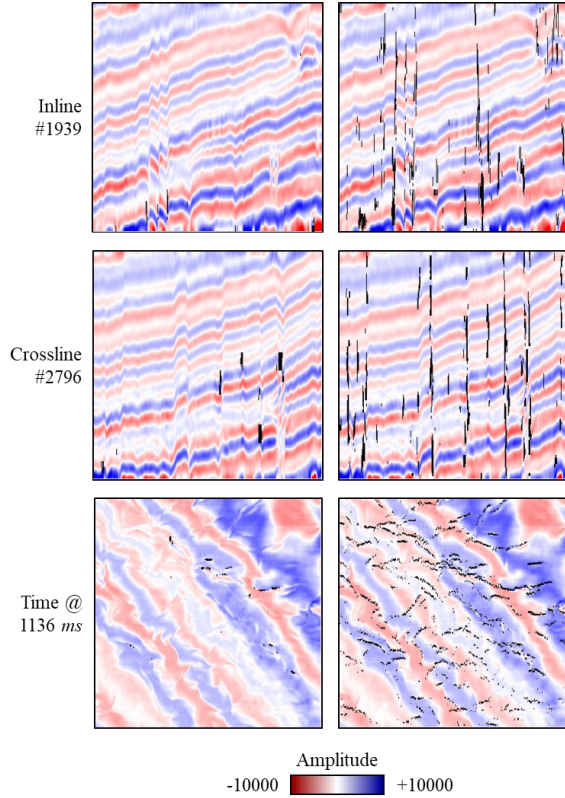 Inline
#1939
Crossline
#2796
Time @
1136 ms
Amplitude
-10000 +10000